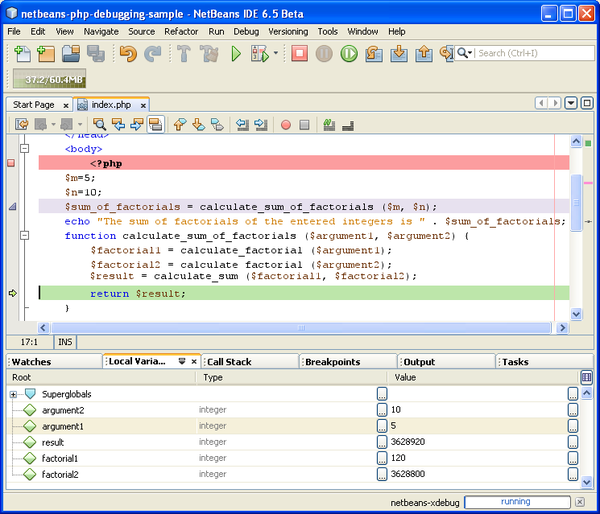 netbeans-php-debugging-sample - NetBeans IDE 6.5 Beta
File Edit View Navigate Source Refactor Run Debug Versioning Tools Window Help
Search (Ctrl+I)
37.2/60.4MB
Start Page index.php
</head>
<body>
<?php
$m=5;
$n=10;
$sum_of_factorials = calculate_sum_of_factorials ($m, $n);
echo "The sum of factorials of the entered integers is " . $sum_of_factorials;
function calculate_sum_of_factorials ($argument1, $argument2) {
$factorial1 = calculate_factorial ($argument1);
$factorial2 = calculate factorial ($argument2);
$result = calculate_sum ($factorial1, $factorial2);
return $result;
}
17:1 INS
Watches Local Varia... Call Stack Breakpoints Output Tasks
Root Type Value
Superglobals ... ...
argument2 integer ... 10 ...
argument1 integer ... 5 ...
result integer ... 3628920 ...
factorial1 integer ... 120 ...
factorial2 integer ... 3628800 ...
netbeans-xdebug running